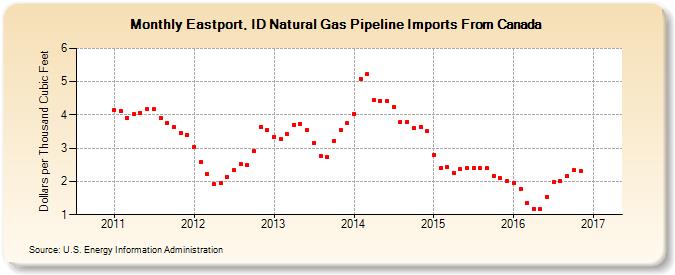 Monthly Eastport, ID Natural Gas Pipeline Imports From Canada
Dollars per Thousand Cubic Feet
6
5
4
3
2
1
2011 2012 2013 2014 2015 2016 2017
Source: U.S. Energy Information Administration